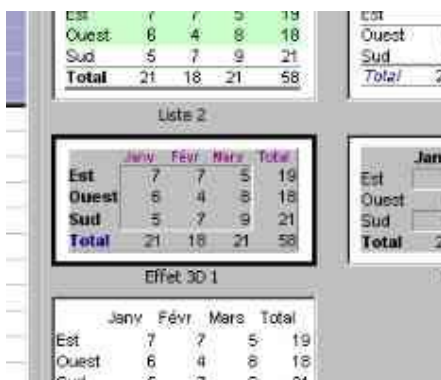 Est 7 7 5 19
Ouest 6 4 8 18
Sud 5 7 9 21
Total 21 18 21 58
Liste 2
Est
Ouest
Sud
Total 2
Janv Févr Mars Total
Est 7 7 5 19
Ouest 6 4 8 18
Sud 5 7 9 21
Total 21 18 21 58
Effet 3D 1
Jan
Est
Ouest
Sud
Total 2
Janv Févr Mars Total
Est 7 7 5 19
Ouest 6 4 8 18